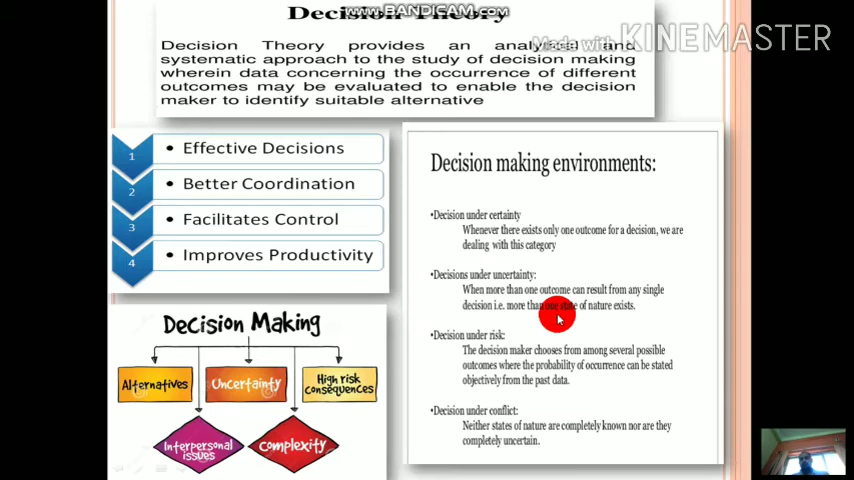 Decision Theory
www.BANDICAM.com
Made with KINEMASTER
Decision Theory provides an analytical and
systematic approach to the study of decision making
wherein data concerning the occurrence of different
outcomes may be evaluated to enable the decision
maker to identify suitable alternative
1 • Effective Decisions
2 • Better Coordination
3 • Facilitates Control
4 • Improves Productivity
Decision Making
Alternatives
Uncertainty
High risk
consequences
Interpersonal
issues
Complexity
Decision making environments:
•Decision under certainty
Whenever there exists only one outcome for a decision, we are
dealing with this category
•Decisions under uncertainty:
When more than one outcome can result from any single
decision i.e. more than one state of nature exists.
•Decision under risk:
The decision maker chooses from among several possible
outcomes where the probability of occurrence can be stated
objectively from the past data.
•Decision under conflict:
Neither states of nature are completely known nor are they
completely uncertain.